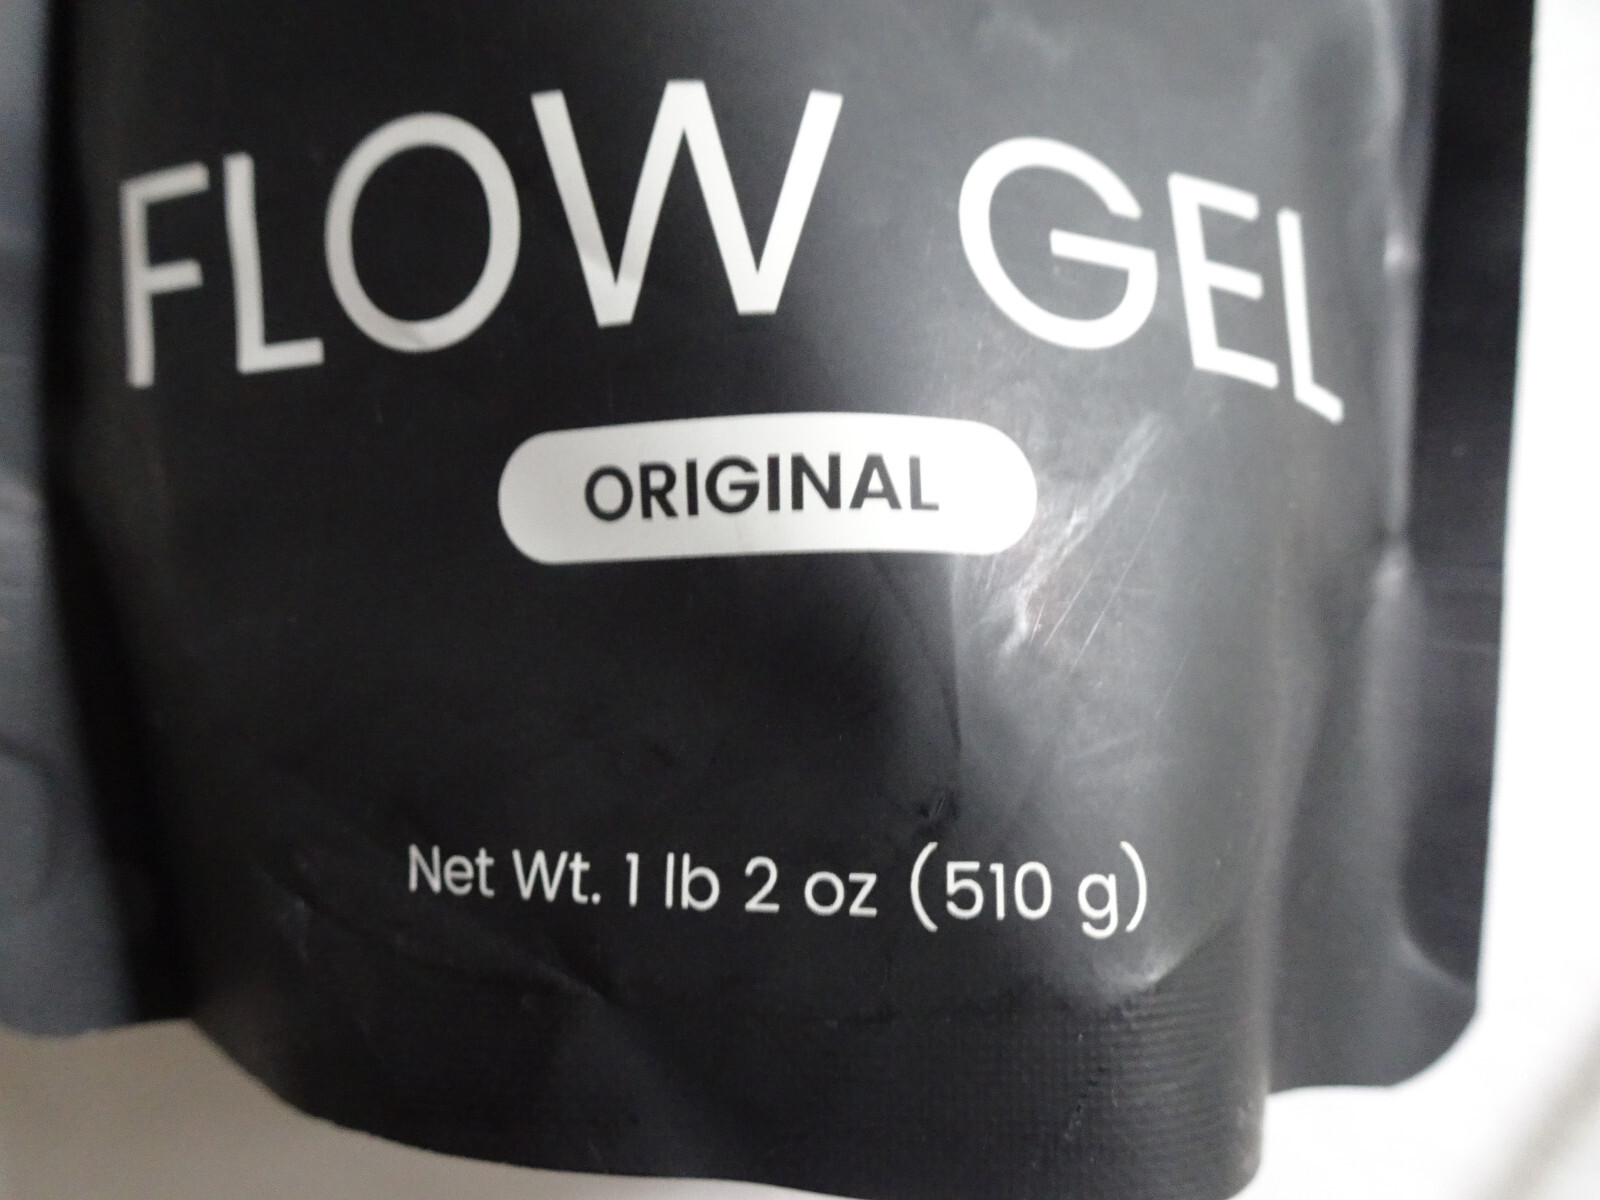 FLOW GEL
ORIGINAL
Net Wt. 1 lb 2 oz (510 g)